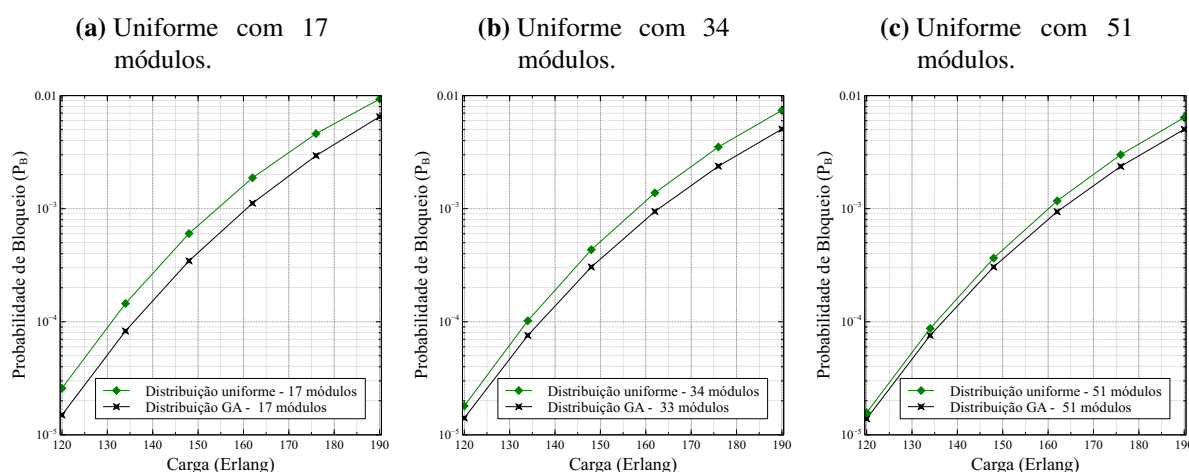 (a) Uniforme com 17
módulos.
(b) Uniforme com 34
módulos.
(c) Uniforme com 51
módulos.
Probabilidade de Bloqueio (P_B)
0.01
10^-3
10^-4
10^-5
Distribuição uniforme - 17 módulos
Distribuição GA - 17 módulos
120 130 140 150 160 170 180 190
Carga (Erlang)
Probabilidade de Bloqueio (P_B)
0.01
10^-3
10^-4
10^-5
Distribuição uniforme - 34 módulos
Distribuição GA - 33 módulos
120 130 140 150 160 170 180 190
Carga (Erlang)
Probabilidade de Bloqueio (P_B)
0.01
10^-3
10^-4
10^-5
Distribuição uniforme - 51 módulos
Distribuição GA - 51 módulos
120 130 140 150 160 170 180 190
Carga (Erlang)